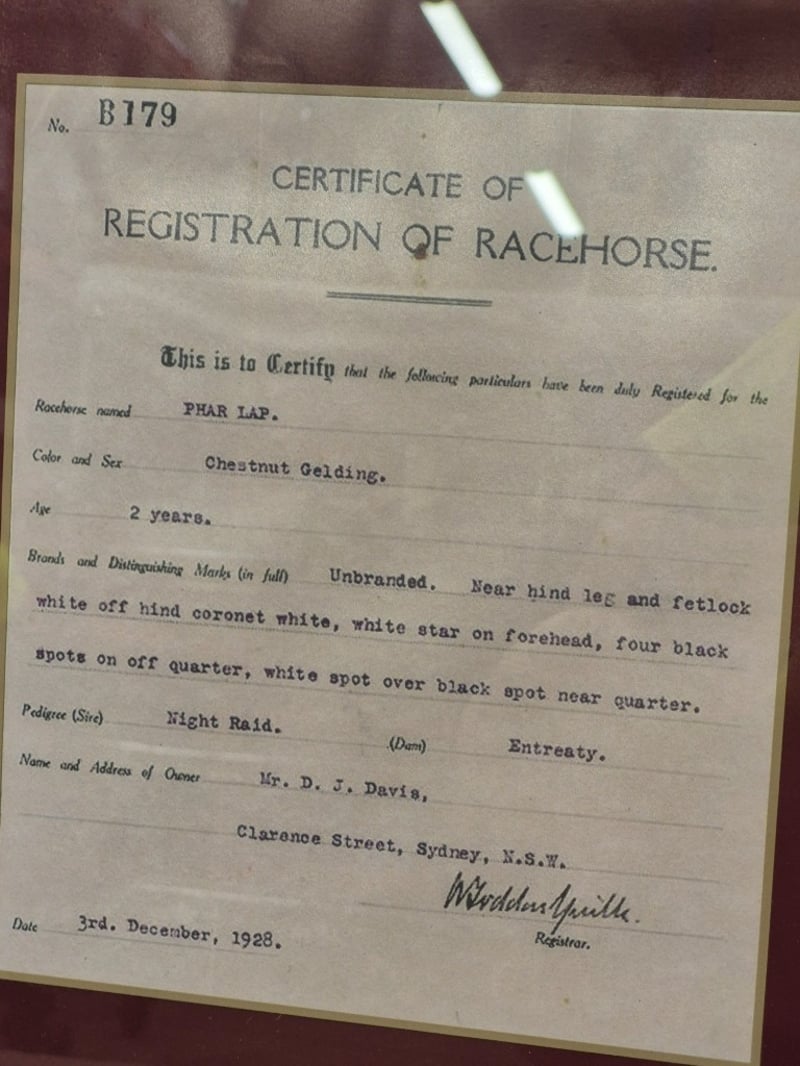 No. B179
CERTIFICATE OF
REGISTRATION OF RACEHORSE.
This is to Certify that the following particulars have been duly Registered for the
Racehorse named PHAR LAP.
Color and Sex Chestnut Gelding.
Age 2 years.
Brands and Distinguishing Marks (in full) Unbranded. Near hind leg and fetlock
white off hind coronet white, white star on forehead, four black
spots on off quarter, white spot over black spot near quarter.
Pedigree (Sire) Night Raid. (Dam) Entreaty.
Name and Address of Owner Mr. D. J. Davis,
Clarence Street, Sydney, N.S.W.
Registrar.
Date 3rd. December, 1928.